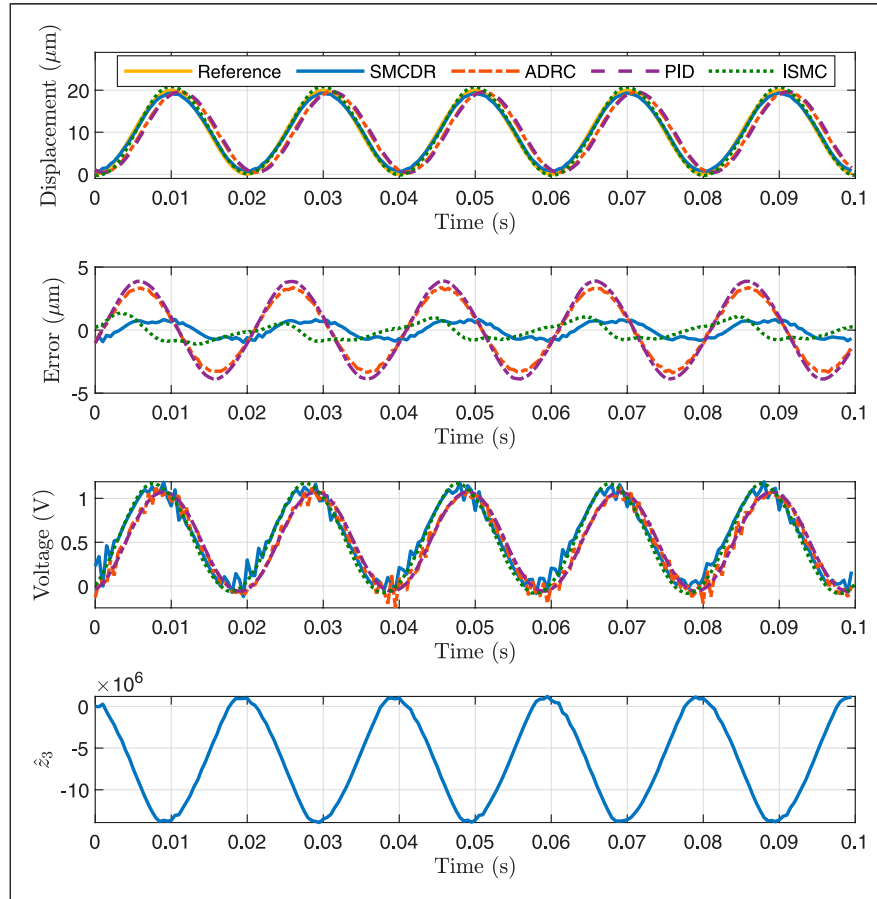 Displacement (μm)
Reference SMCDR ADRC PID ISMC
20
10
0
0 0.01 0.02 0.03 0.04 0.05 0.06 0.07 0.08 0.09 0.1
Time (s)
Error (μm)
5
0
-5
0 0.01 0.02 0.03 0.04 0.05 0.06 0.07 0.08 0.09 0.1
Time (s)
Voltage (V)
1
0.5
0
0 0.01 0.02 0.03 0.04 0.05 0.06 0.07 0.08 0.09 0.1
Time (s)
×10⁶
ẑ₃
0
-5
-10
0 0.01 0.02 0.03 0.04 0.05 0.06 0.07 0.08 0.09 0.1
Time (s)